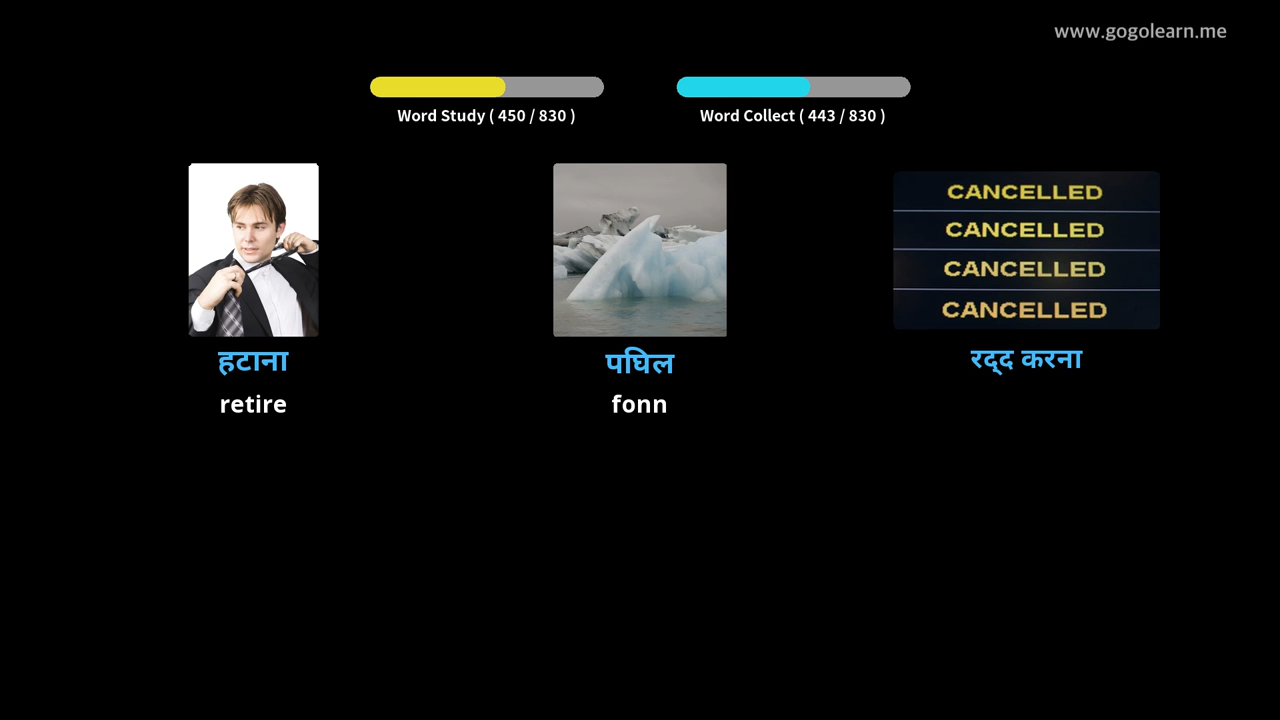 www.gogolearn.me
Word Study ( 450 / 830 )
Word Collect ( 443 / 830 )
CANCELLED
CANCELLED
CANCELLED
CANCELLED
हटाना
पघिल
रद्द करना
retire
fonn